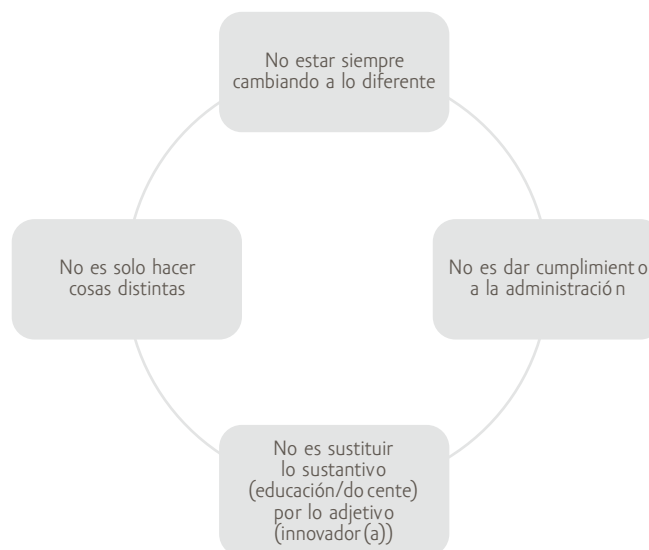 No estar siempre
cambiando a lo diferente
No es solo hacer
cosas distintas
No es dar cumplimiento
a la administración
No es sustituir
lo sustantivo
(educación/docente)
por lo adjetivo
(innovador(a))